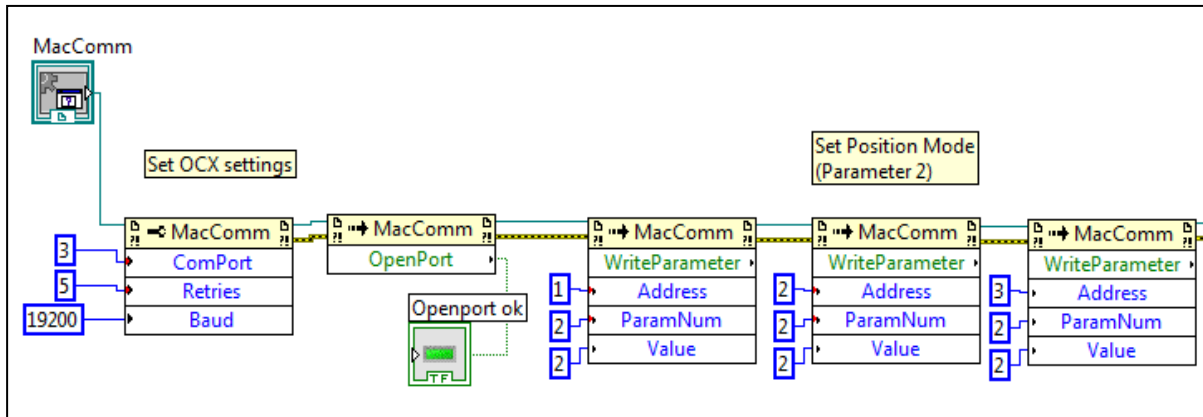 MacComm
Set OCX settings
Set Position Mode
(Parameter 2)
MacComm
3
ComPort
5
Retries
19200
Baud
MacComm
OpenPort
Openport ok
TF
MacComm
WriteParameter
1
Address
2
ParamNum
2
Value
MacComm
WriteParameter
2
Address
2
ParamNum
2
Value
MacComm
WriteParameter
3
Address
2
ParamNum
2
Value